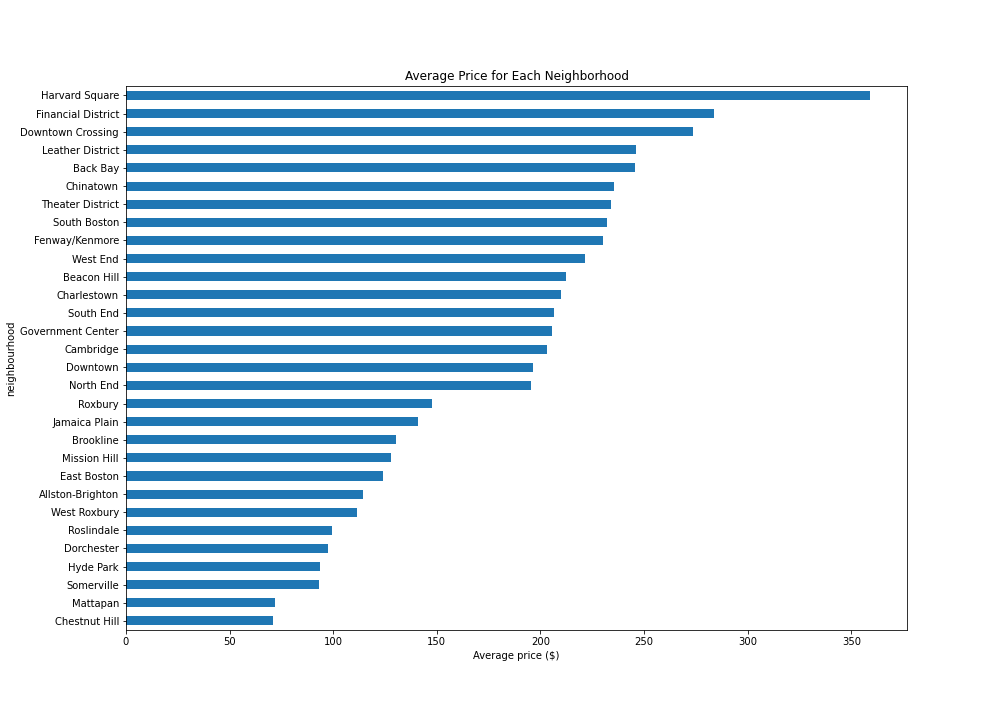 Average Price for Each Neighborhood
neighbourhood
Harvard Square
Financial District
Downtown Crossing
Leather District
Back Bay
Chinatown
Theater District
South Boston
Fenway/Kenmore
West End
Beacon Hill
Charlestown
South End
Government Center
Cambridge
Downtown
North End
Roxbury
Jamaica Plain
Brookline
Mission Hill
East Boston
Allston-Brighton
West Roxbury
Roslindale
Dorchester
Hyde Park
Somerville
Mattapan
Chestnut Hill
0 50 100 150 200 250 300 350
Average price ($)